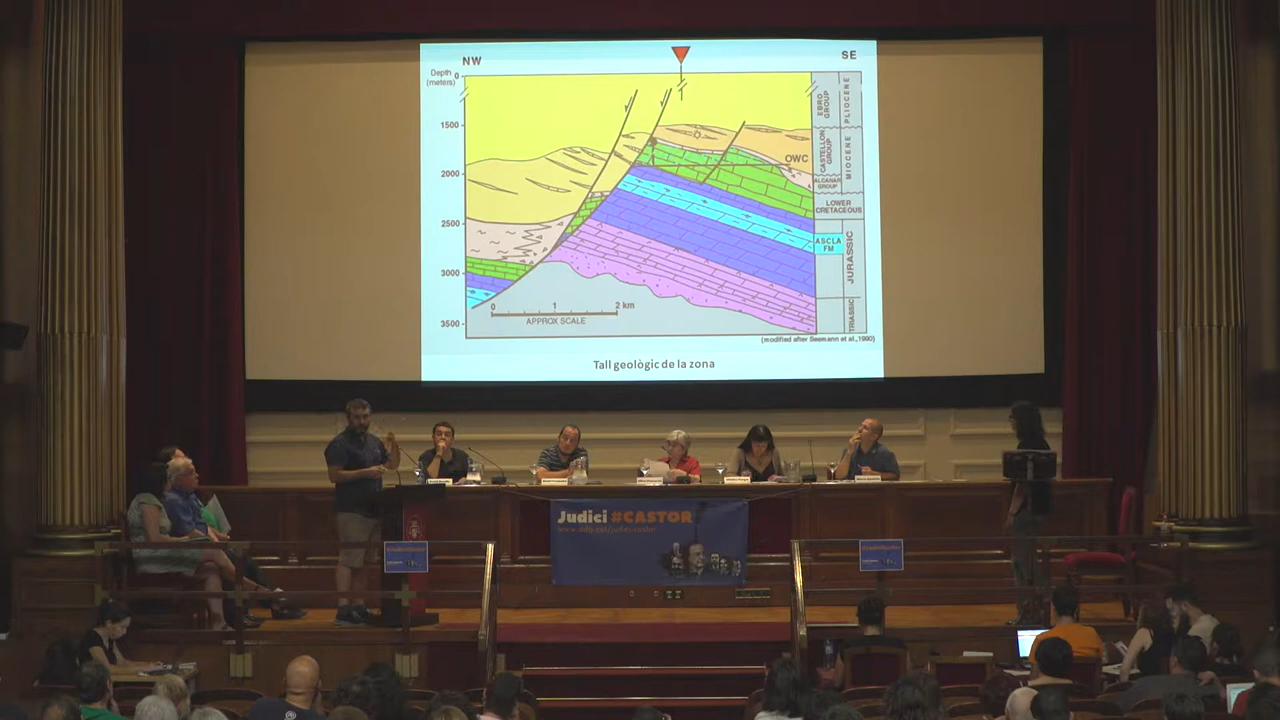 NW
SE
Depth
(meters)
0
1500
2000
2500
3000
3500
OWC
EBRO
GROUP
PLIOCENE
CASTELLON
GROUP
MIOCENE
ALCANAR
GROUP
LOWER
CRETACEOUS
ASCLA
FM
JURASSIC
TRIASSIC
0 1 2 km
APPROX SCALE
(modified after Seemann et al.,1990)
Tall geològic de la zona
Judici #CASTOR